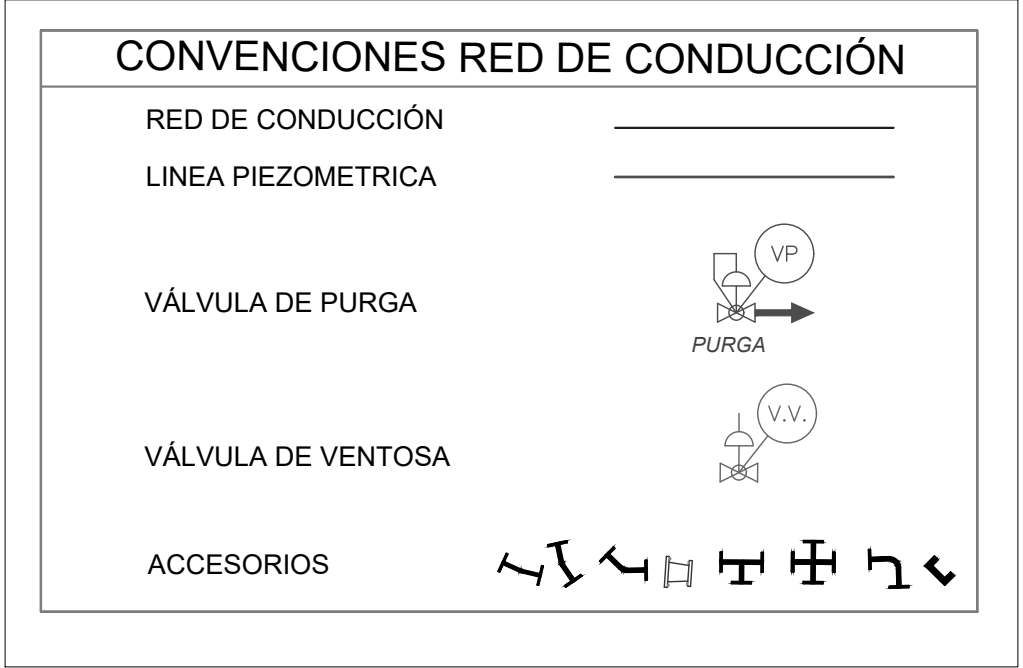 CONVENCIONES RED DE CONDUCCIÓN
RED DE CONDUCCIÓN
LINEA PIEZOMETRICA
VP
VÁLVULA DE PURGA
PURGA
V.V.
VÁLVULA DE VENTOSA
ACCESORIOS